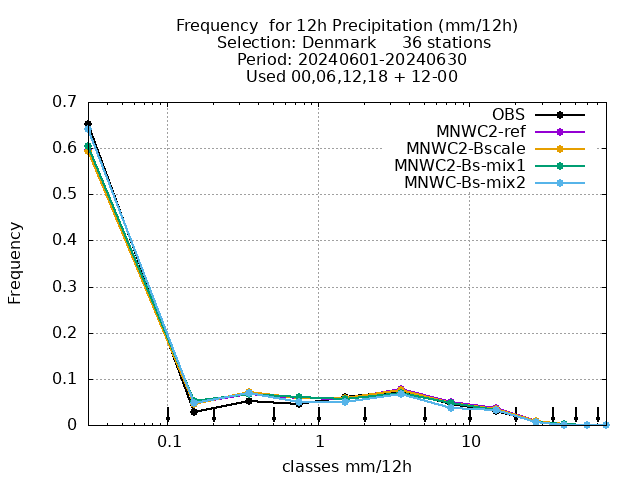 Frequency  for 12h Precipitation (mm/12h)
Selection: Denmark     36 stations
Period: 20240601-20240630
Used 00,06,12,18 + 12-00
0.7
0.6
0.5
0.4
0.3
0.2
0.1
0
Frequency
OBS
MNWC2-ref
MNWC2-Bscale
MNWC2-Bs-mix1
MNWC-Bs-mix2
0.1
1
10
classes mm/12h